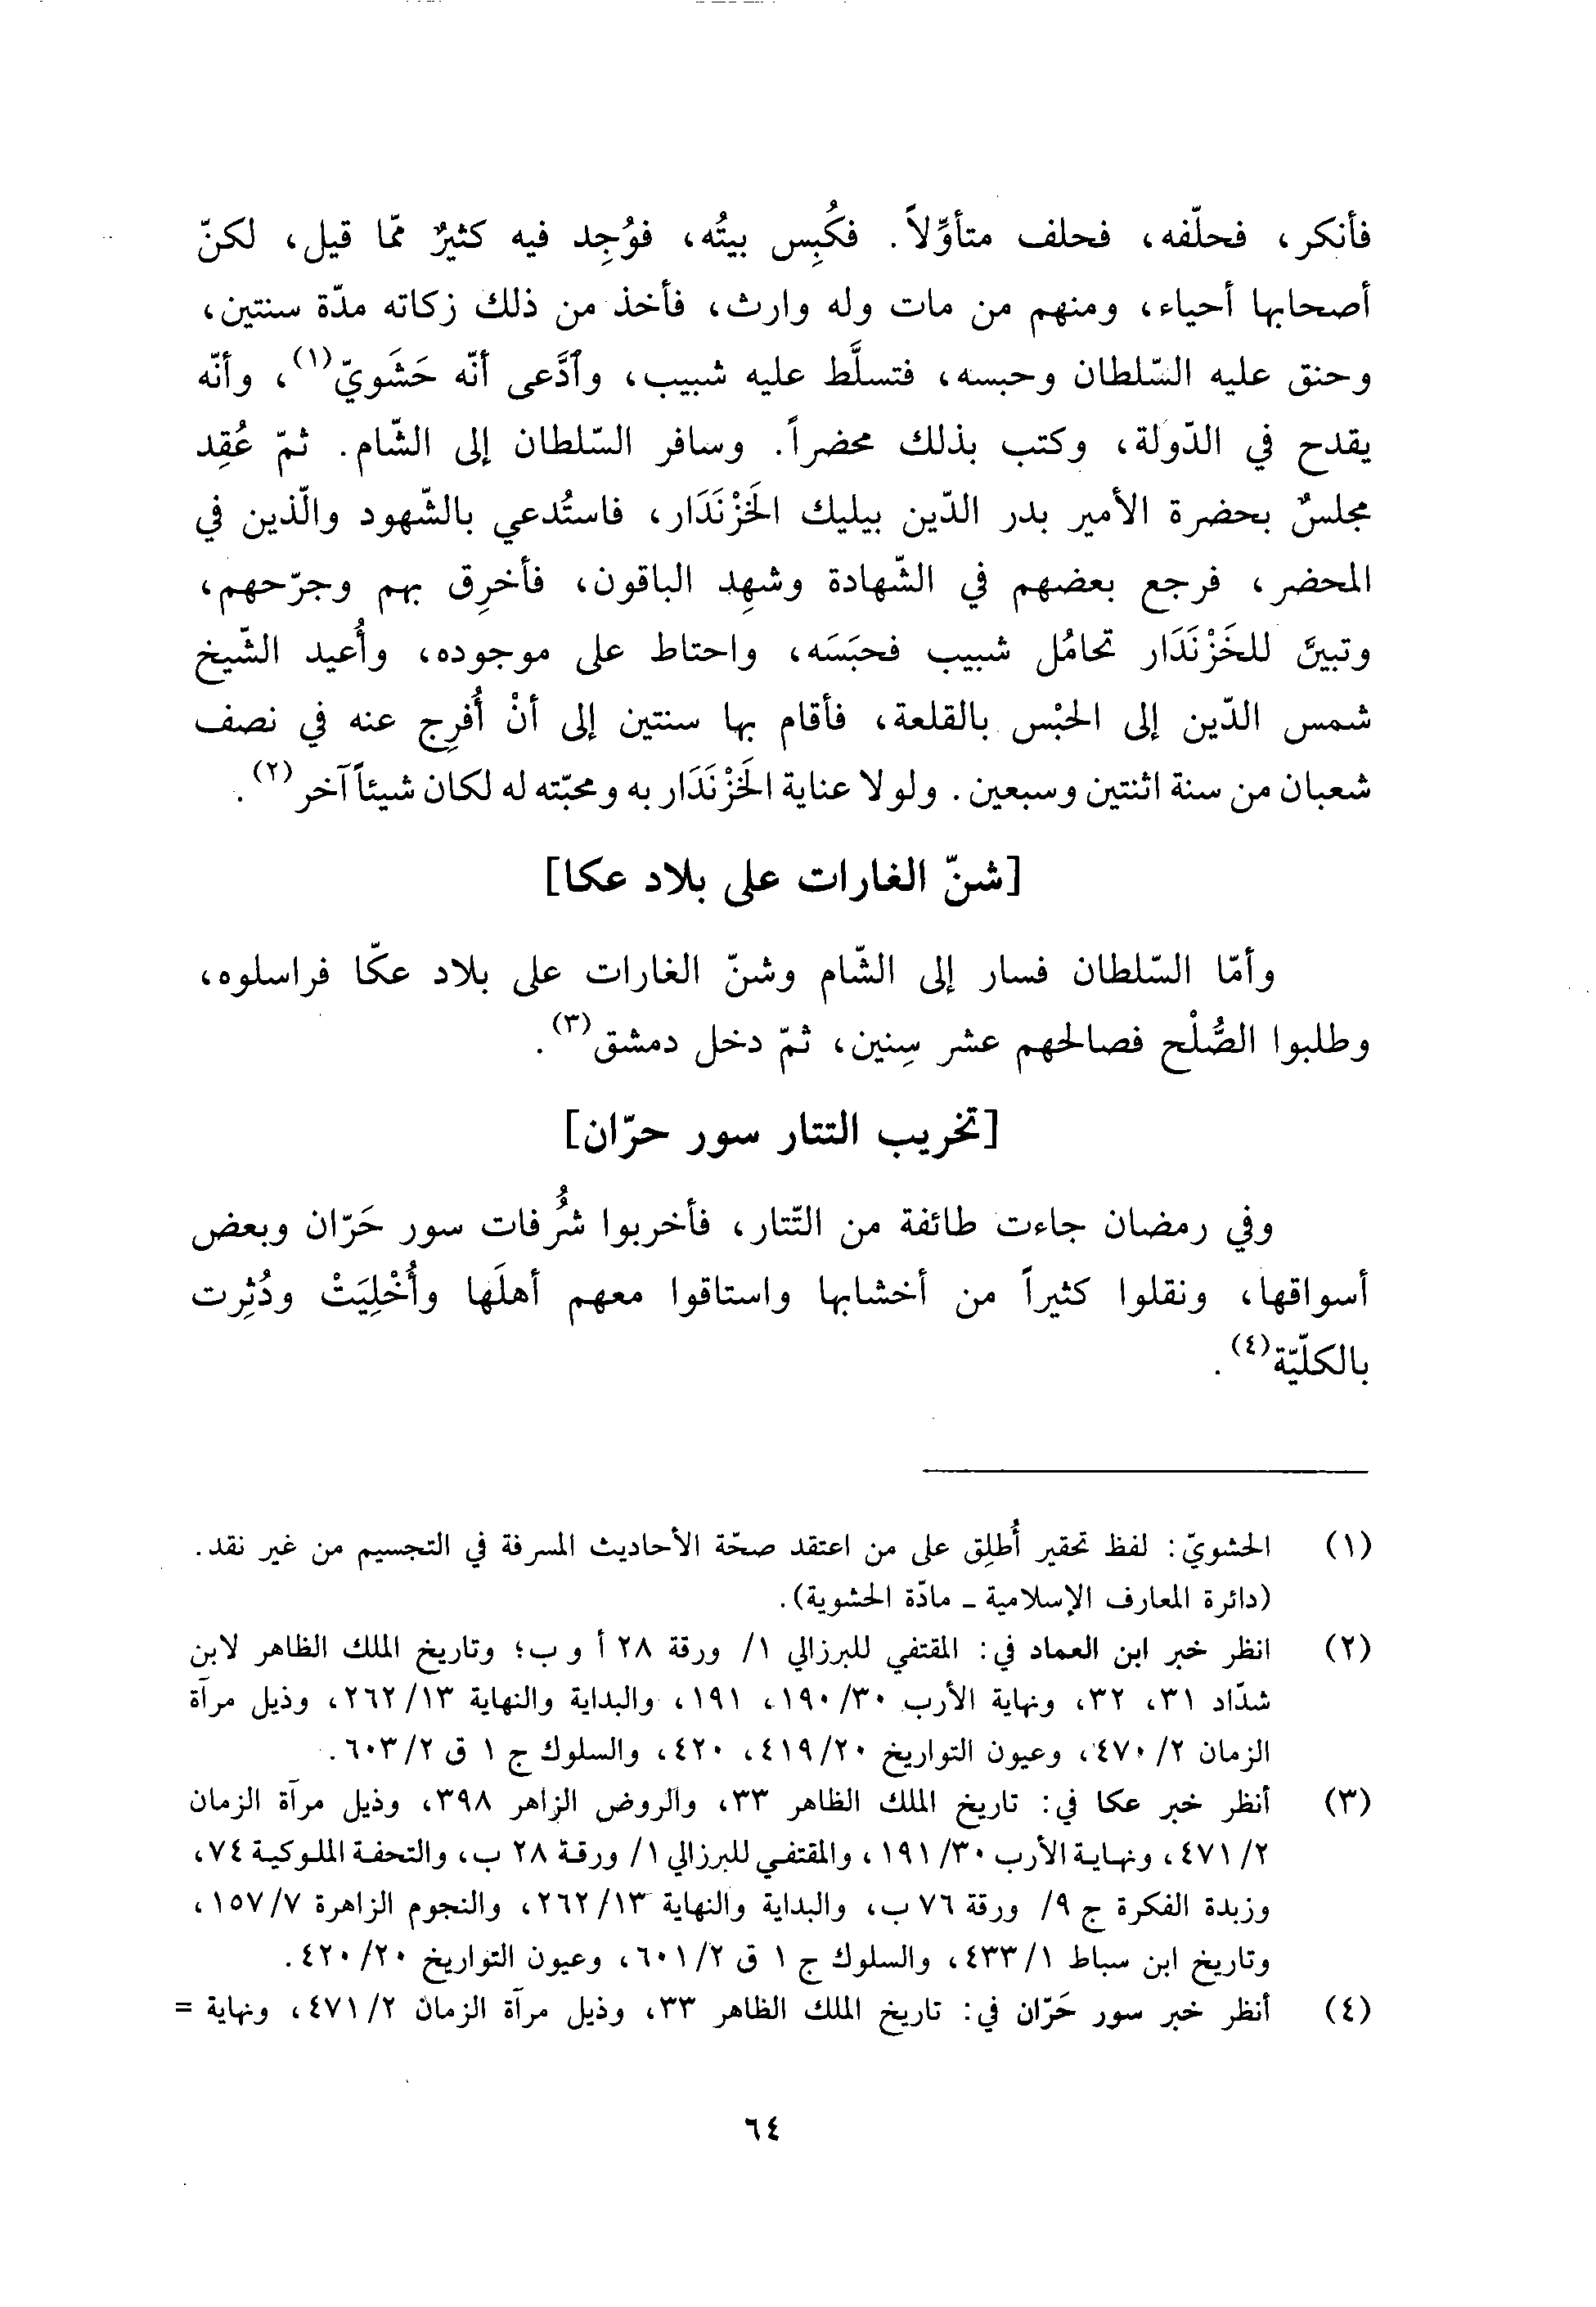 فأنكر، فحلّفه، فحلف متأوّلاً. فكُبِس بيتُه، فوُجِد فيه كثيرٌ ممّا قيل، لكنّ
أصحابها أحياء، ومنهم من مات وله وارث، فأخذ من ذلك زكاته مدّة سنتين،
وحنق عليه السّلطان وحبسه، فتسلَّط عليه شبيب، وٱدَّعى أنّه حَشَويّ(١)، وأنّه
يقدح في الدّولة، وكتب بذلك محضراً. وسافر السّلطان إلى الشّام. ثمّ عُقِد
مجلسٌ بحضرة الأمير بدر الدّين بيليك الخَزْنَدَار، فاستُدعي بالشّهود والّذين في
المحضر، فرجع بعضهم في الشّهادة وشهِد الباقون، فأخرِق بهم وجرّحهم،
وتبينَّ للخَزْنَدَار تحامُل شبيب فحبَسَه، واحتاط على موجوده، وأُعيد الشّيخ
شمس الدّين إلى الحبْس بالقلعة، فأقام بها سنتين إلى أنْ أُفرِج عنه في نصف
شعبان من سنة اثنتين وسبعين. ولولا عناية الخَزْنَدَار به ومحبّته له لكان شيئاً آخر(٢).
[شنّ الغارات على بلاد عكا]
وأمّا السّلطان فسار إلى الشّام وشنّ الغارات على بلاد عكّا فراسلوه،
وطلبوا الصُّلْح فصالحهم عشر سِنين، ثمّ دخل دمشق(٣).
[تخريب التتار سور حرّان]
وفي رمضان جاءت طائفة من التّتار، فأخربوا شُرُفات سور حَرّان وبعض
أسواقها، ونقلوا كثيراً من أخشابها واستاقوا معهم أهلَها وأُخْلِيَتْ ودُثِرت
بالكلّيّة(٤).
(١) الحشويّ: لفظ تحقير أُطلِق على من اعتقد صحّة الأحاديث المسرفة في التجسيم من غير نقد.
(دائرة المعارف الإسلامية ـ مادّة الحشوية).
(٢) انظر خبر ابن العماد في: المقتفي للبرزالي ١/ ورقة ٢٨ أ و ب؛ وتاريخ الملك الظاهر لابن
شدّاد ٣١، ٣٢، ونهاية الأرب ٣٠/ ١٩٠، ١٩١، والبداية والنهاية ١٣/ ٢٦٢، وذيل مرآة
الزمان ٢/ ٤٧٠، وعيون التواريخ ٢٠/ ٤١٩، ٤٢٠، والسلوك ج ١ ق ٢/ ٦٠٣.
(٣) أنظر خبر عكا في: تاريخ الملك الظاهر ٣٣، والروض الزاهر ٣٩٨، وذيل مرآة الزمان
٢/ ٤٧١، ونهاية الأرب ٣٠/ ١٩١، والمقتفي للبرزالي ١/ ورقة ٢٨ ب، والتحفة الملوكية ٧٤،
وزبدة الفكرة ج ٩/ ورقة ٧٦ ب، والبداية والنهاية ١٣/ ٢٦٢، والنجوم الزاهرة ٧/ ١٥٧،
وتاريخ ابن سباط ١/ ٤٣٣، والسلوك ج ١ ق ٢/ ٦٠١، وعيون التواريخ ٢٠/ ٤٢٠.
(٤) أنظر خبر سور حَرّان في: تاريخ الملك الظاهر ٣٣، وذيل مرآة الزمان ٢/ ٤٧١، ونهاية =
٦٤